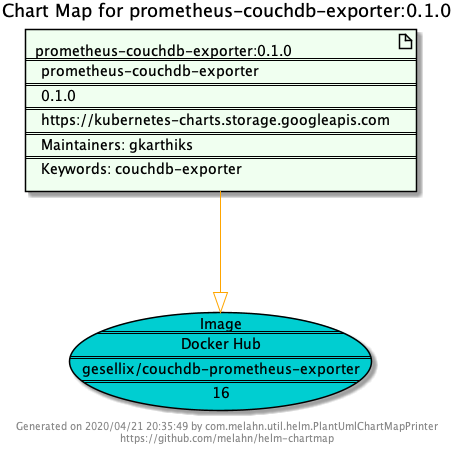 Chart Map for prometheus-couchdb-exporter:0.1.0
prometheus-couchdb-exporter:0.1.0
prometheus-couchdb-exporter
0.1.0
https://kubernetes-charts.storage.googleapis.com
Maintainers: gkarthiks
Keywords: couchdb-exporter
Image
Docker Hub
gesellix/couchdb-prometheus-exporter
16
Generated on 2020/04/21 20:35:49 by com.melahn.util.helm.PlantUmlChartMapPrinter
https://github.com/melahn/helm-chartmap